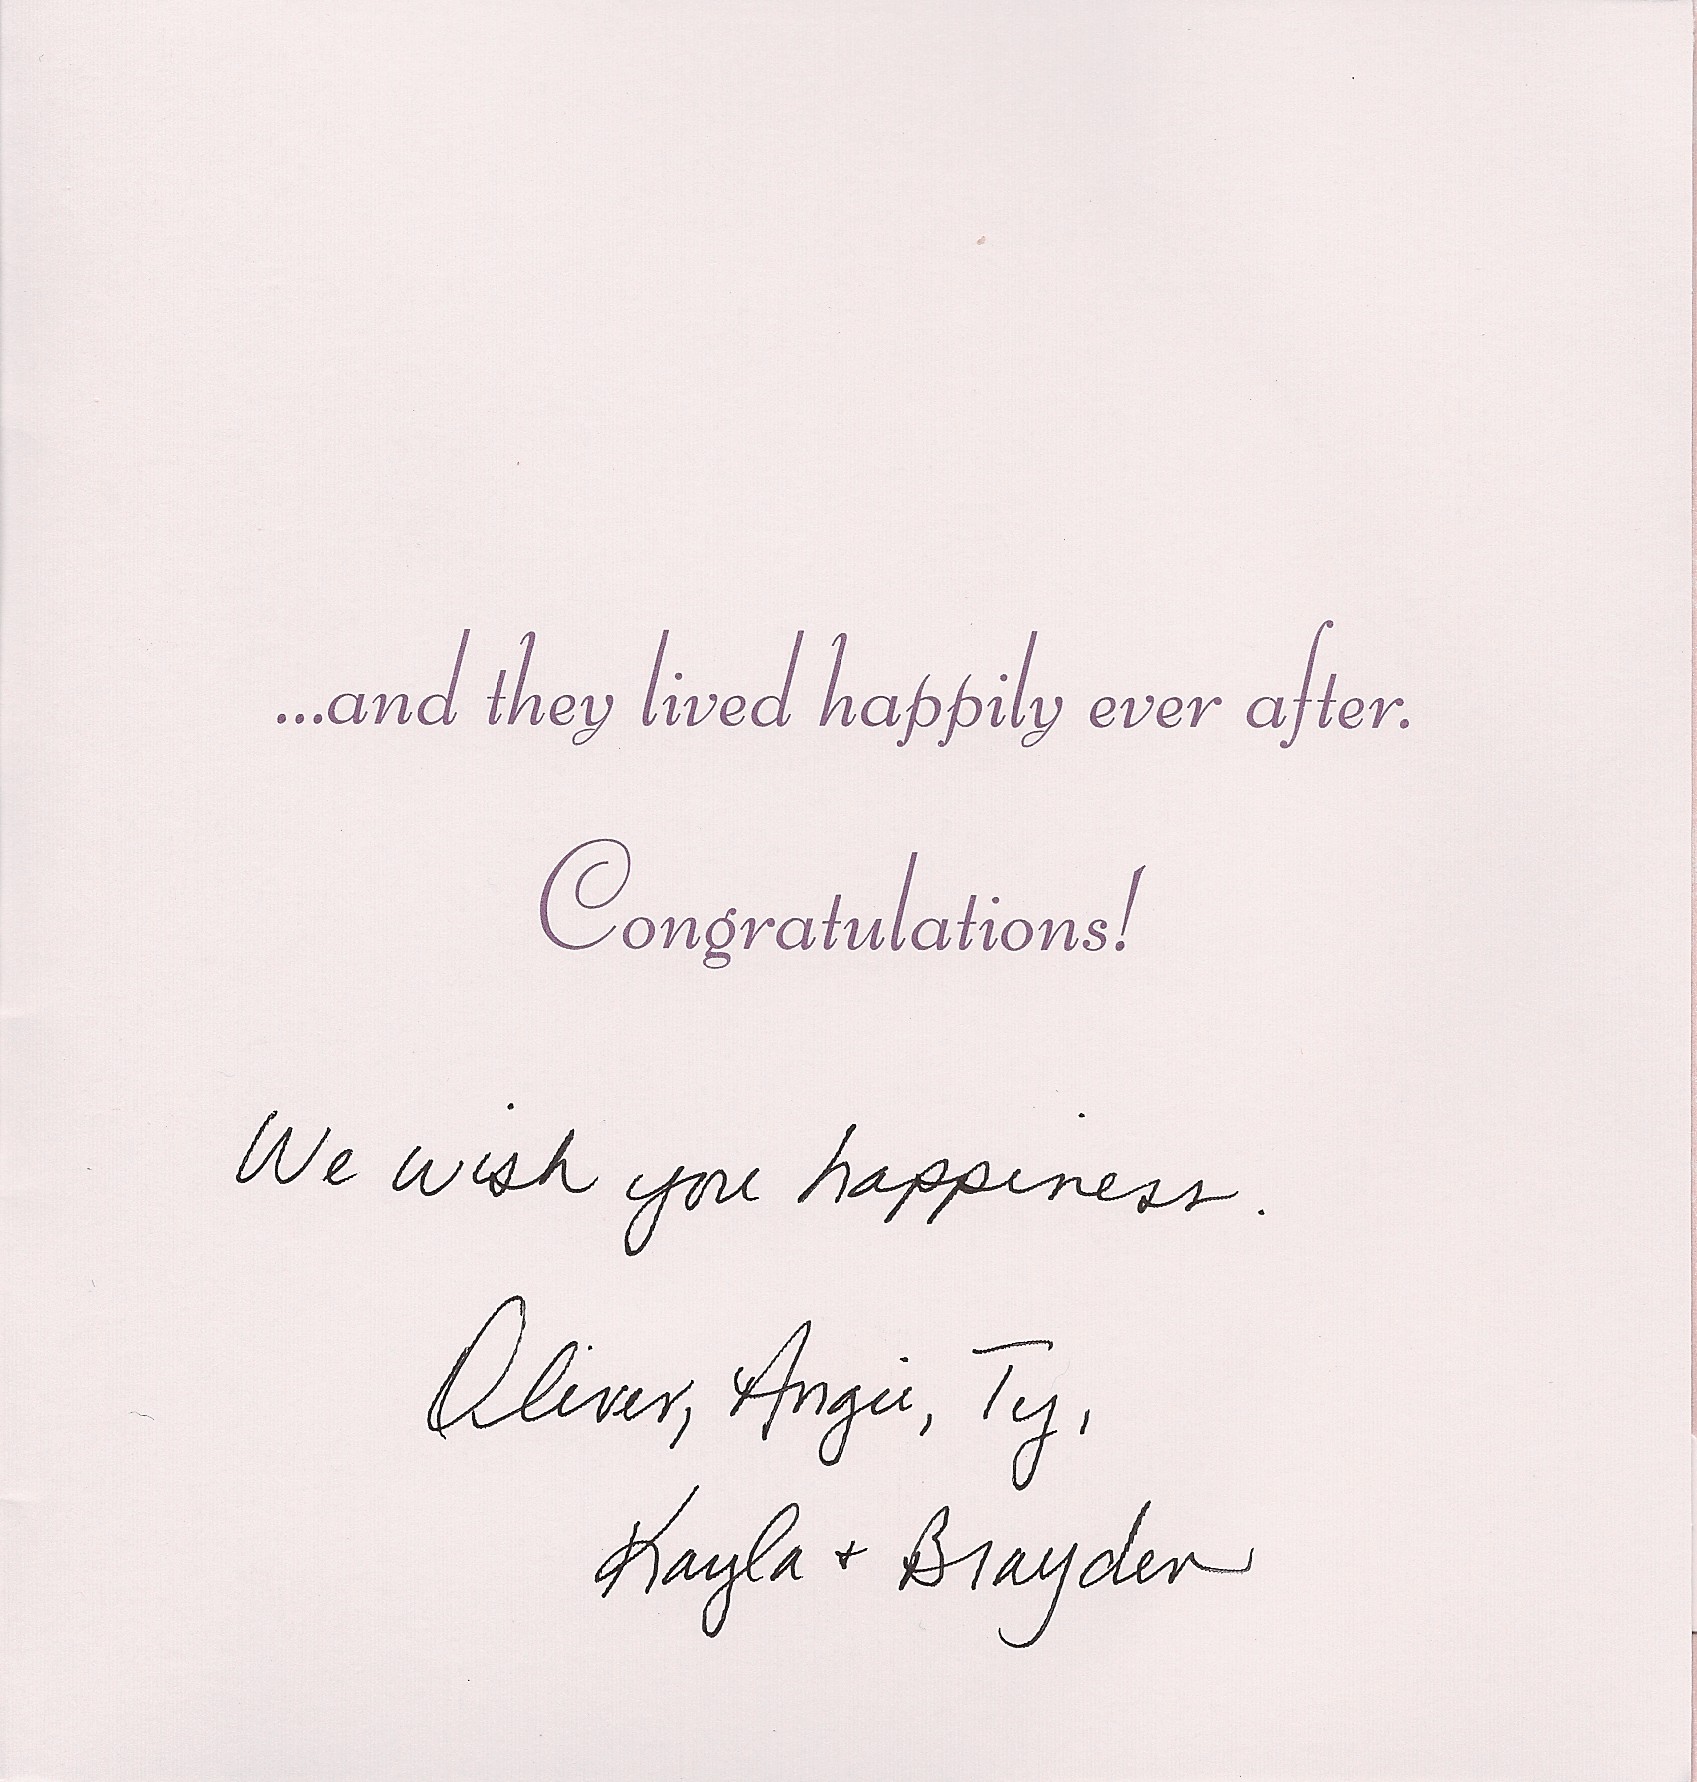 ...and they lived happily ever after.
Congratulations!
We wish you happiness.
Oliver, Angie, Ty,
Kayla + Brayden